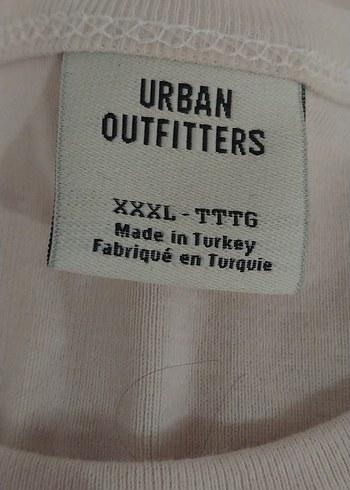 URBAN
OUTFITTERS
XXXL - TTTG
Made in Turkey
Fabriqué en Turquie